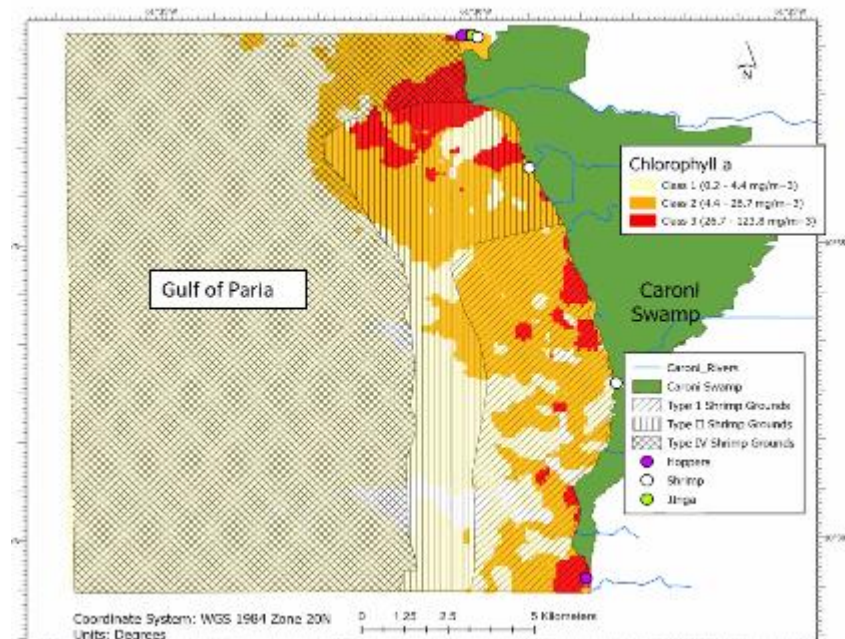 Chlorophyll a
Class 1 (0.2 - 4.4 mg/m−3)
Class 2 (4.4 - 26.7 mg/m−3)
Class 3 (26.7 - 123.8 mg/m−3)
Gulf of Paria
Caroni
Swamp
N
Caroni_Rivers
Caroni Swamp
Type I Shrimp Grounds
Type II Shrimp Grounds
Type IV Shrimp Grounds
Hoppers
Shrimp
Jinga
Coordinate System: WGS 1984 Zone 20N
Units: Degrees
0 1.25 2.5 5 Kilometers